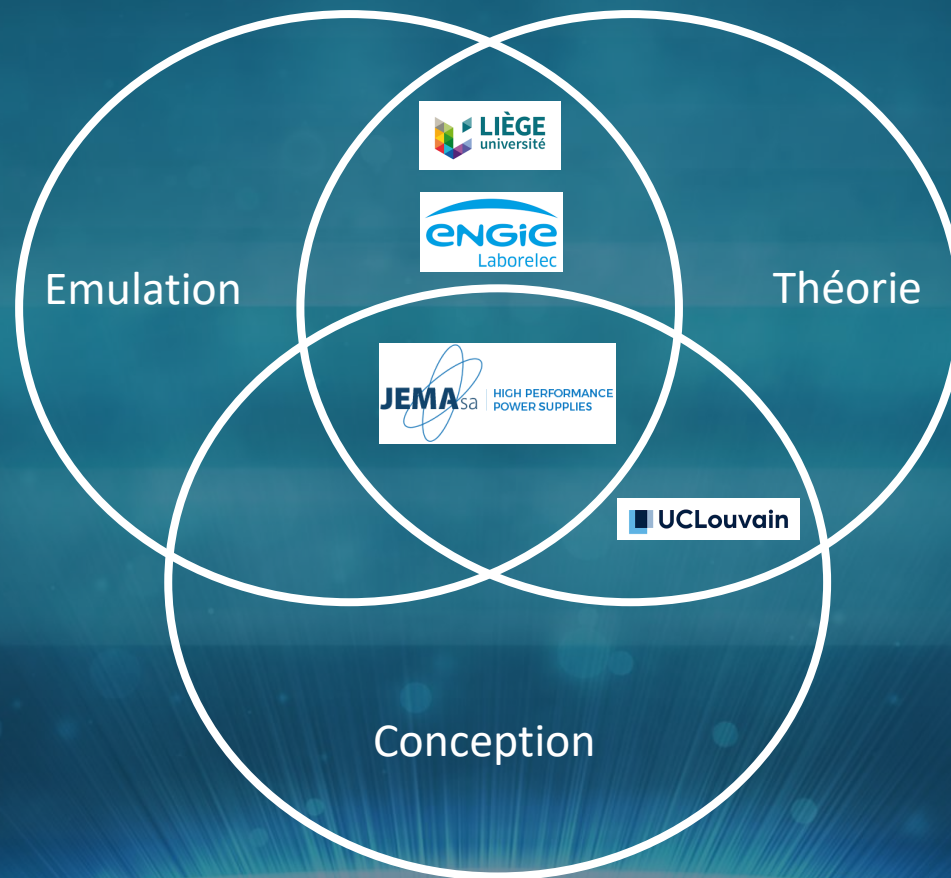 LIÈGE
université
ENGIE
Laborelec
Emulation
Théorie
JEMA sa HIGH PERFORMANCE
POWER SUPPLIES
UCLouvain
Conception